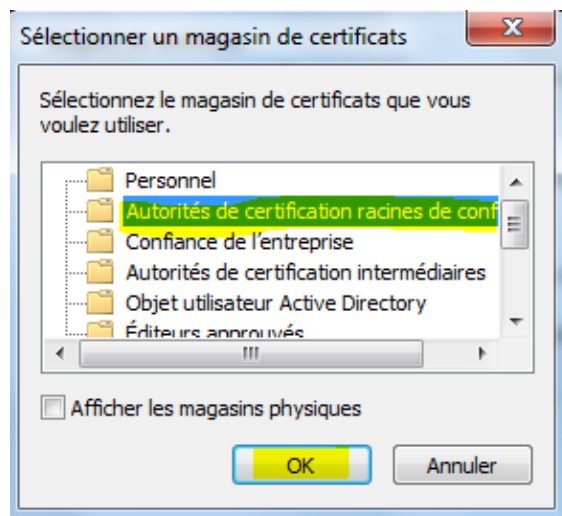 Sélectionner un magasin de certificats
Sélectionnez le magasin de certificats que vous
voulez utiliser.
Personnel
Autorités de certification racines de conf
Confiance de l'entreprise
Autorités de certification intermédiaires
Objet utilisateur Active Directory
Éditeurs approuvés
Afficher les magasins physiques
OK
Annuler